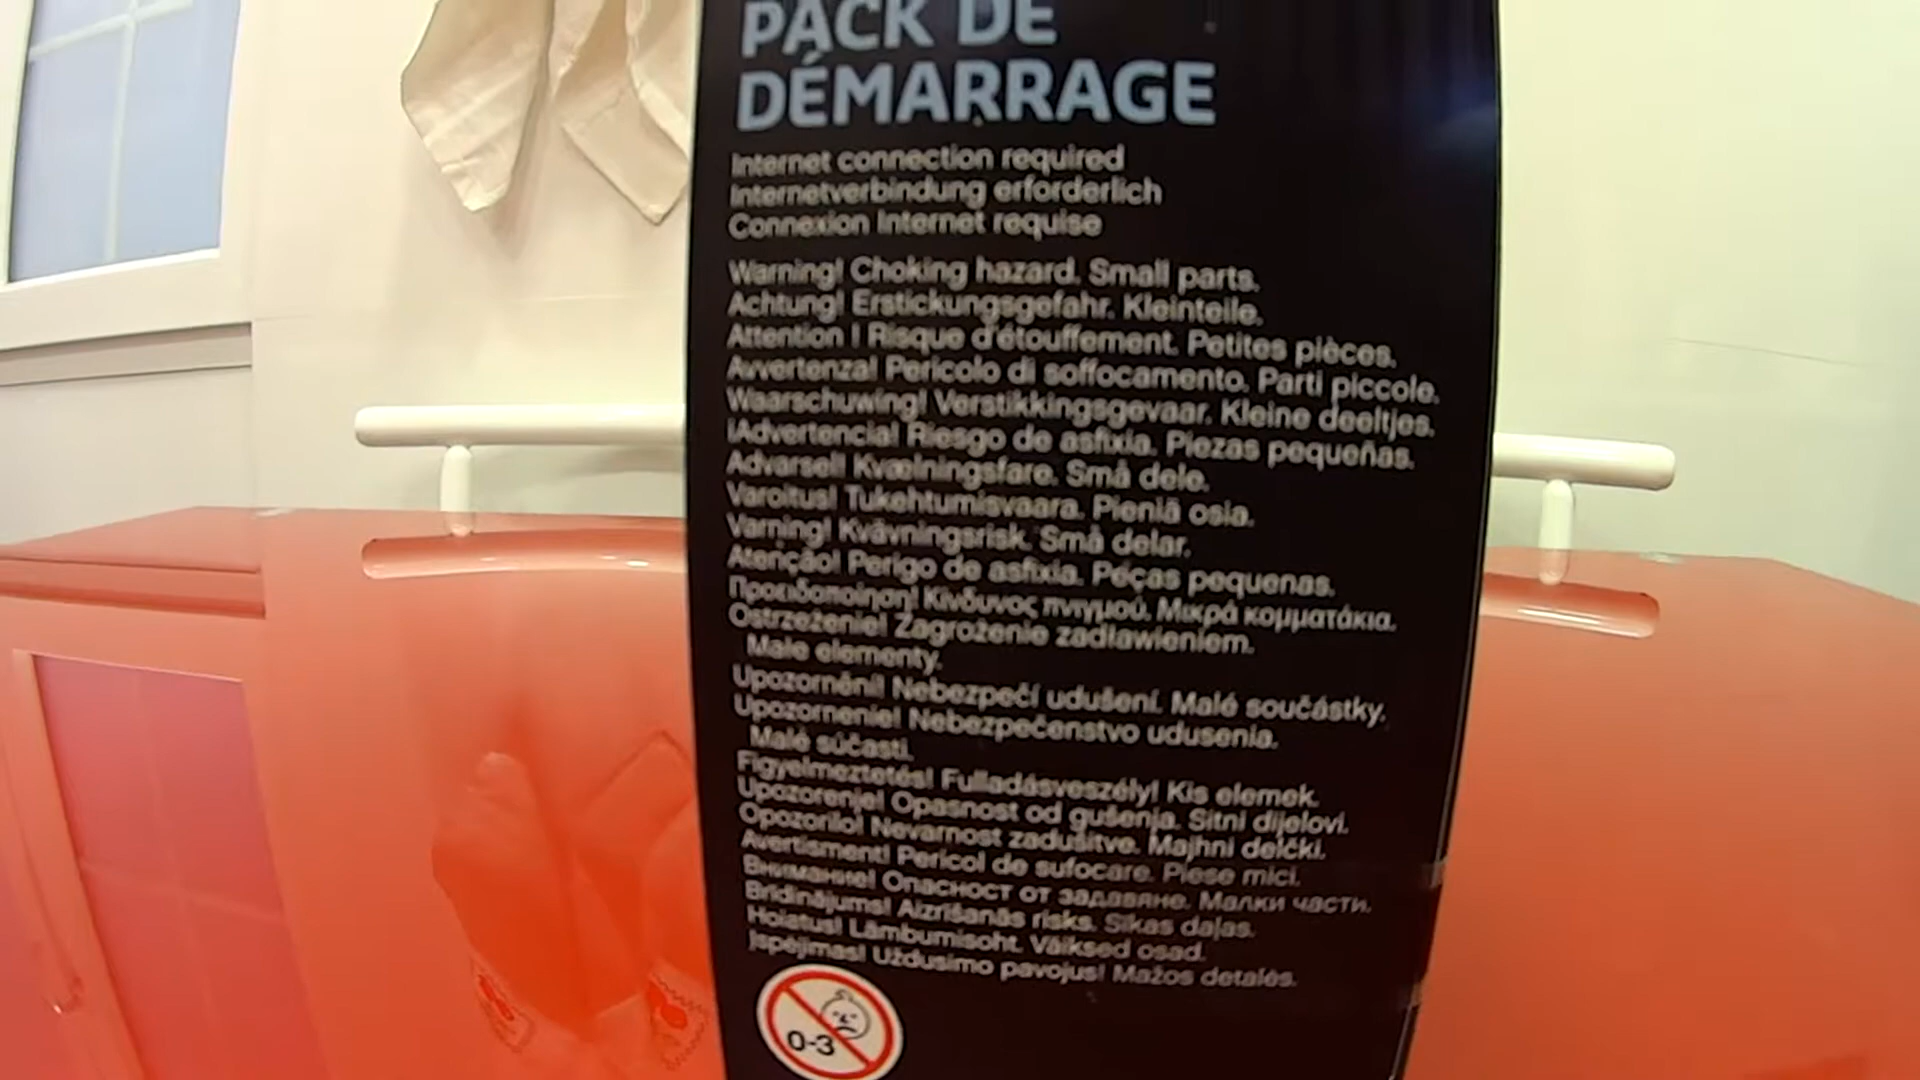 PACK DE
DÉMARRAGE
Internet connection required
Internetverbindung erforderlich
Connexion Internet requise
Warning! Choking hazard. Small parts.
Achtung! Erstickungsgefahr. Kleinteile.
Attention ! Risque d'étouffement. Petites pièces.
Avvertenza! Pericolo di soffocamento. Parti piccole.
Waarschuwing! Verstikkingsgevaar. Kleine deeltjes.
¡Advertencia! Riesgo de asfixia. Piezas pequeñas.
Advarsel! Kvælningsfare. Små dele.
Varoitus! Tukehtumisvaara. Pieniä osia.
Varning! Kvävningsrisk. Små delar.
Atenção! Perigo de asfixia. Peças pequenas.
Προειδοποίηση! Κίνδυνος πνιγμού. Μικρά κομματάκια.
Ostrzeżenie! Zagrożenie zadławieniem.
Małe elementy.
Upozornění! Nebezpečí udušení. Malé součástky.
Upozornenie! Nebezpečenstvo udusenia.
Malé súčasti.
Figyelmeztetés! Fulladásveszély! Kis elemek.
Upozorenje! Opasnost od gušenja. Sitni dijelovi.
Opozorilo! Nevarnost zadušitve. Majhni delčki.
Avertisment! Pericol de sufocare. Piese mici.
Внимание! Опасност от задавяне. Малки части.
Brīdinājums! Aizrīšanās risks. Sīkas daļas.
Hoiatus! Lämbumisoht. Väiksed osad.
Įspėjimas! Uždusimo pavojus! Mažos detalės.
0-3